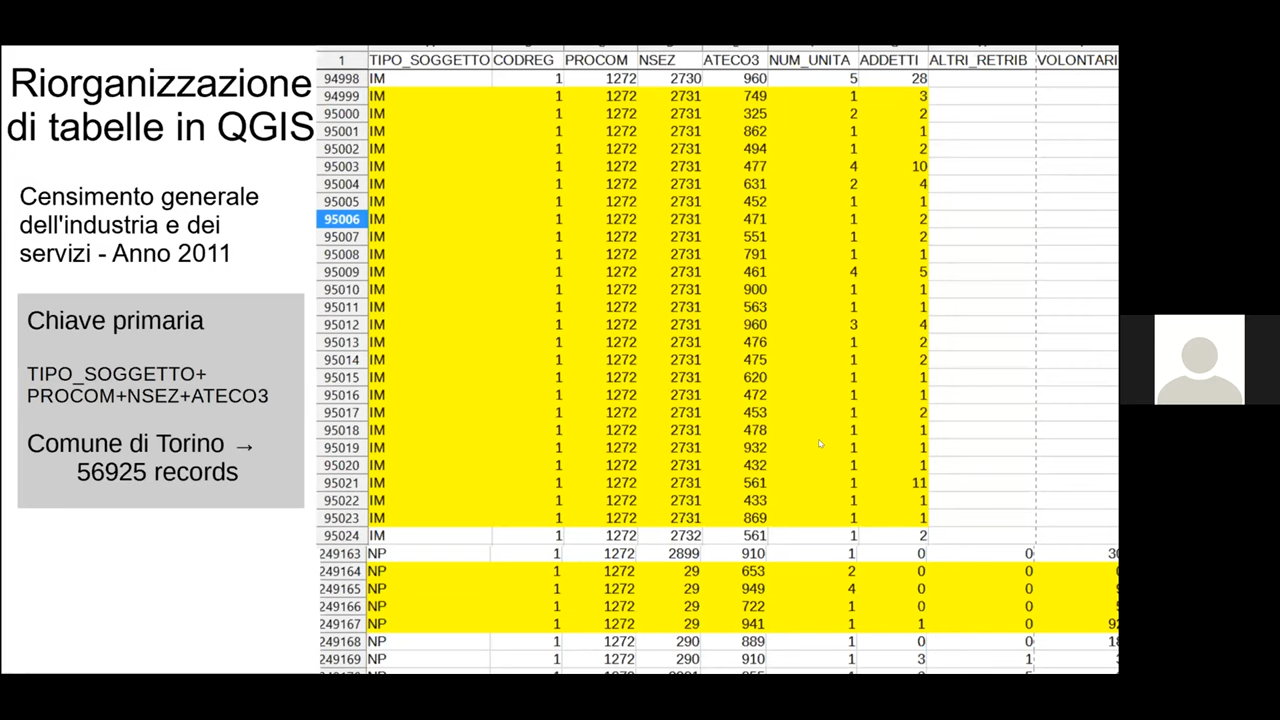 Riorganizzazione
di tabelle in QGIS
Censimento generale
dell'industria e dei
servizi - Anno 2011
Chiave primaria
TIPO_SOGGETTO+
PROCOM+NSEZ+ATECO3
Comune di Torino →
56925 records
1 TIPO_SOGGETTO CODREG PROCOM NSEZ ATECO3 NUM_UNITA ADDETTI ALTRI_RETRIB VOLONTARI
94998 IM 1 1272 2730 960 5 28
94999 IM 1 1272 2731 749 1 3
95000 IM 1 1272 2731 325 2 2
95001 IM 1 1272 2731 862 1 1
95002 IM 1 1272 2731 494 1 2
95003 IM 1 1272 2731 477 4 10
95004 IM 1 1272 2731 631 2 4
95005 IM 1 1272 2731 452 1 1
95006 IM 1 1272 2731 471 1 2
95007 IM 1 1272 2731 551 1 2
95008 IM 1 1272 2731 791 1 1
95009 IM 1 1272 2731 461 4 5
95010 IM 1 1272 2731 900 1 1
95011 IM 1 1272 2731 563 1 1
95012 IM 1 1272 2731 960 3 4
95013 IM 1 1272 2731 476 1 2
95014 IM 1 1272 2731 475 1 2
95015 IM 1 1272 2731 620 1 1
95016 IM 1 1272 2731 472 1 1
95017 IM 1 1272 2731 453 1 2
95018 IM 1 1272 2731 478 1 1
95019 IM 1 1272 2731 932 1 1
95020 IM 1 1272 2731 432 1 1
95021 IM 1 1272 2731 561 1 11
95022 IM 1 1272 2731 433 1 1
95023 IM 1 1272 2731 869 1 1
95024 IM 1 1272 2732 561 1 2
249163 NP 1 1272 2899 910 1 0 0
249164 NP 1 1272 29 653 2 0 0
249165 NP 1 1272 29 949 4 0 0
249166 NP 1 1272 29 722 1 0 0
249167 NP 1 1272 29 941 1 1 0
249168 NP 1 1272 290 889 1 0 0
249169 NP 1 1272 290 910 1 3 1